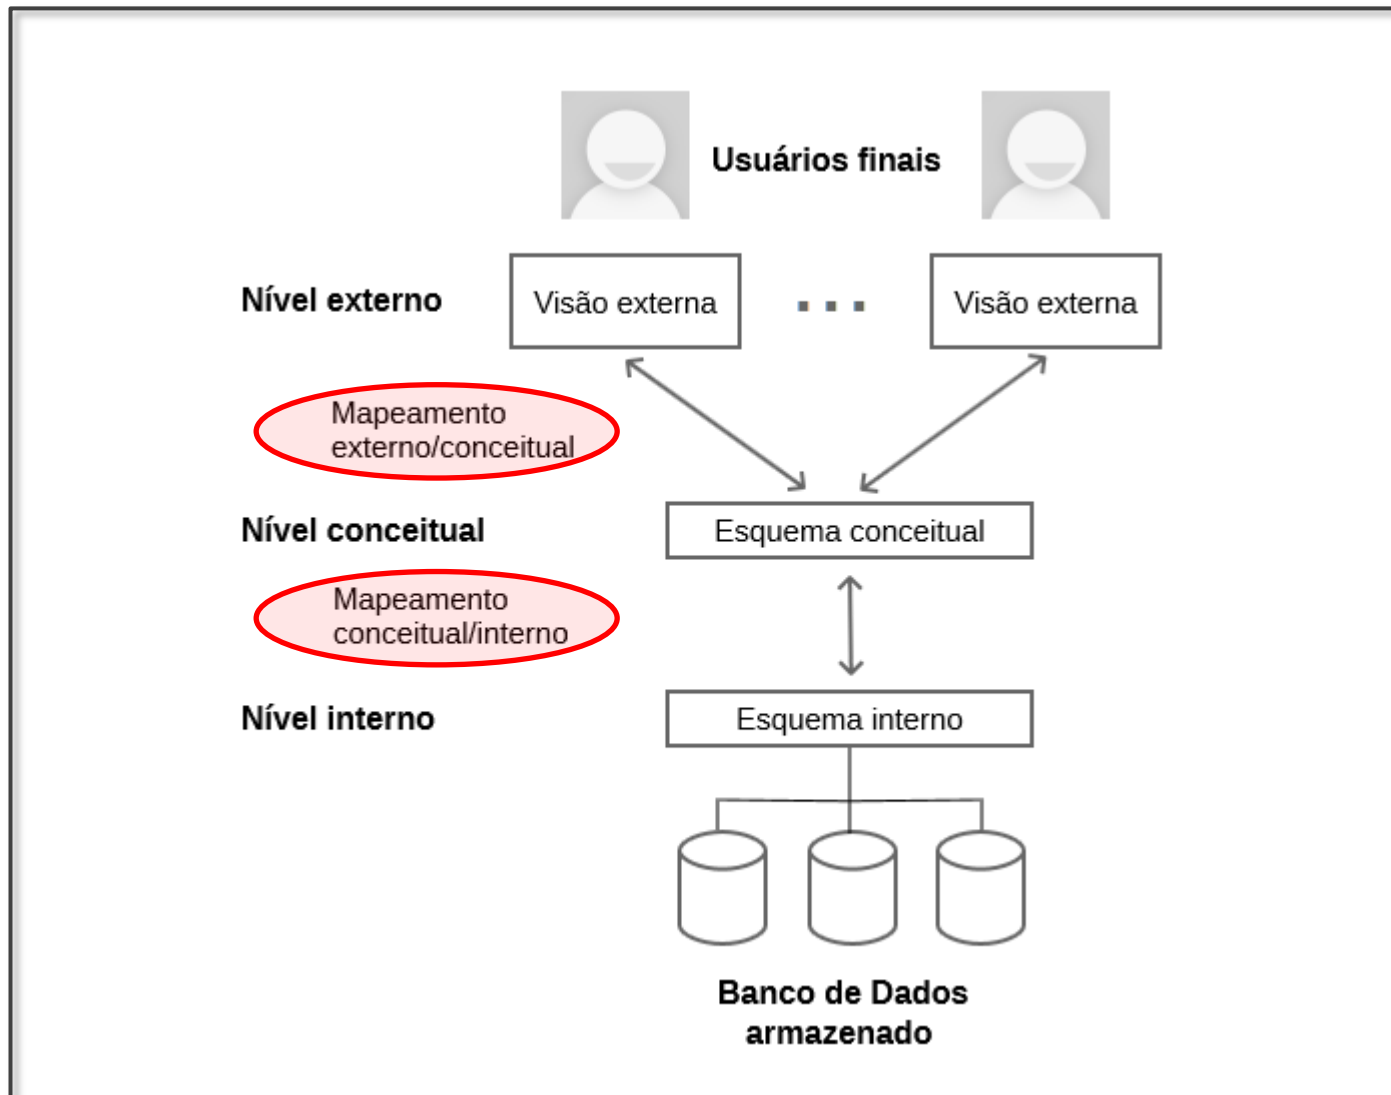 Usuários finais
Nível externo
Visão externa
Visão externa
Mapeamento
externo/conceitual
Nível conceitual
Esquema conceitual
Mapeamento
conceitual/interno
Nível interno
Esquema interno
Banco de Dados
armazenado